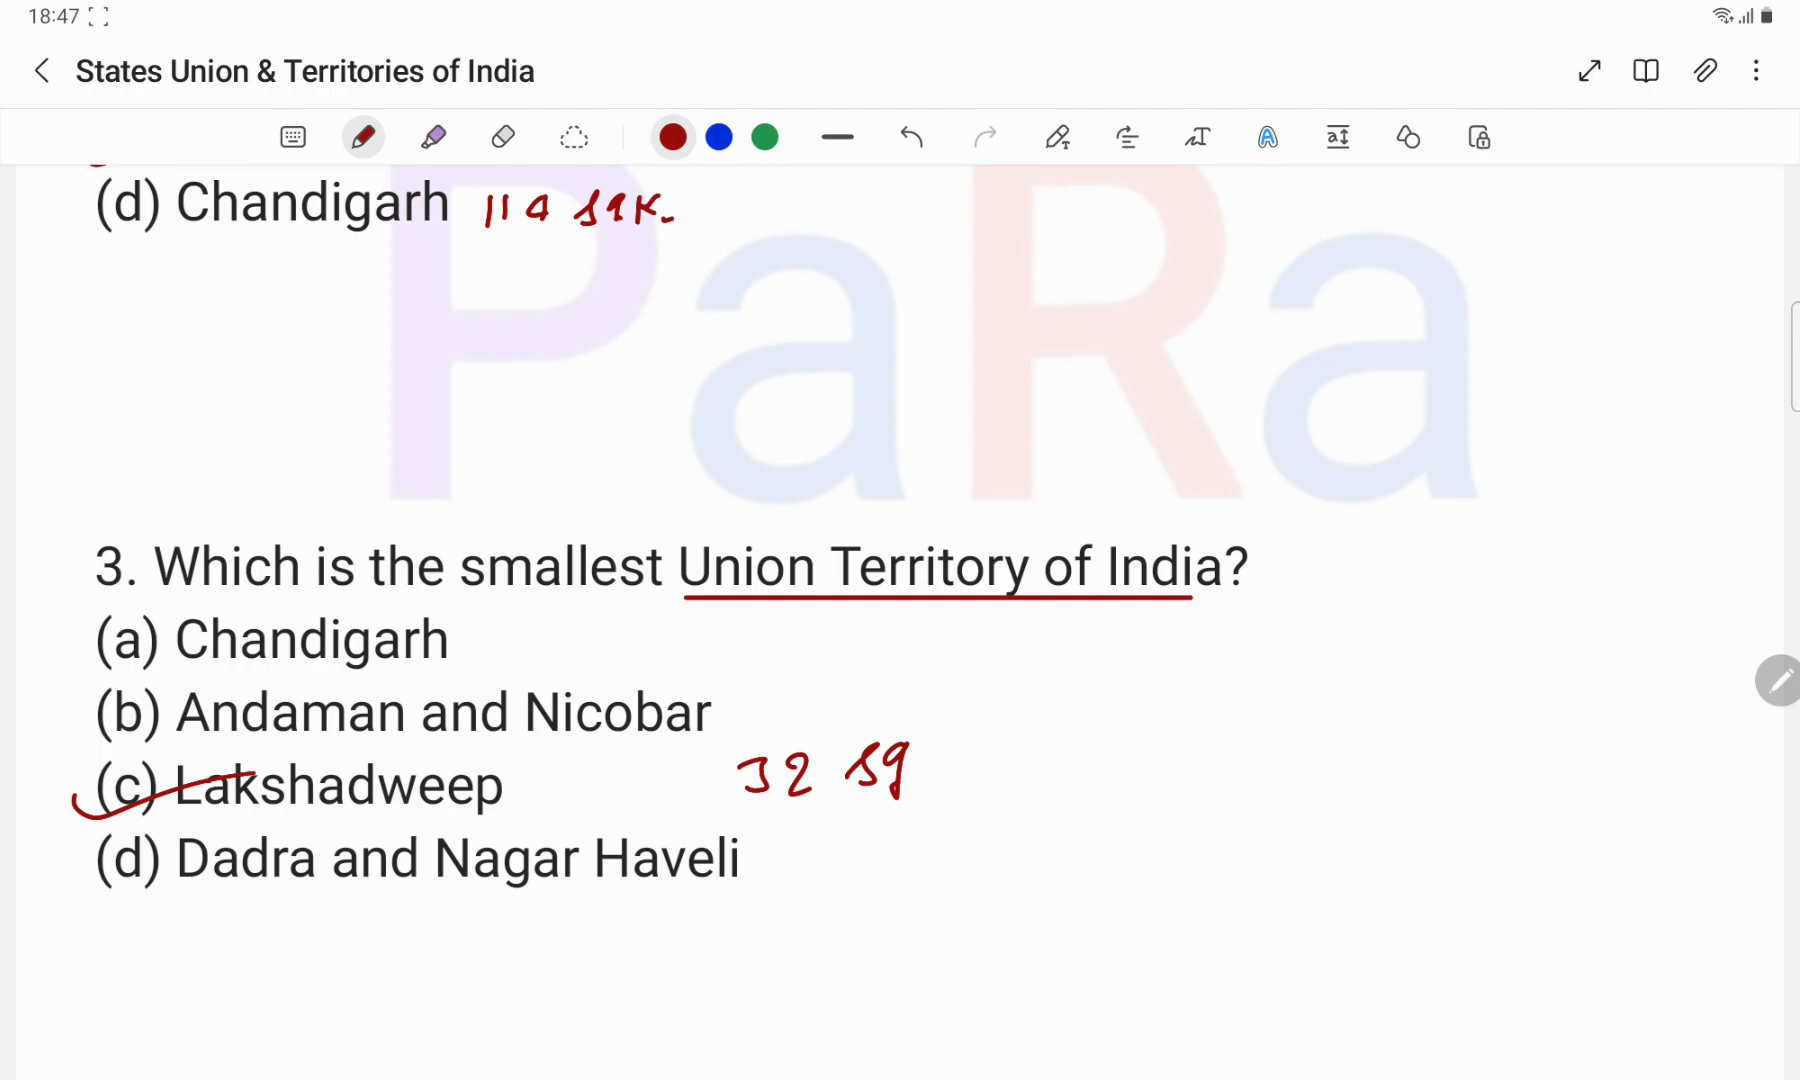 18:47
States Union & Territories of India
(d) Chandigarh 114 sq K.
PaRa
3. Which is the smallest Union Territory of India?
(a) Chandigarh
(b) Andaman and Nicobar
(c) Lakshadweep 32 sq
(d) Dadra and Nagar Haveli